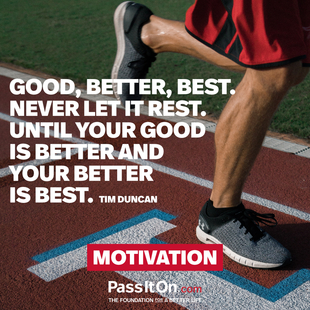 GOOD, BETTER, BEST.
NEVER LET IT REST.
UNTIL YOUR GOOD
IS BETTER AND
YOUR BETTER
IS BEST. TIM DUNCAN
MOTIVATION
PassItOn.com
THE FOUNDATION FOR A BETTER LIFE